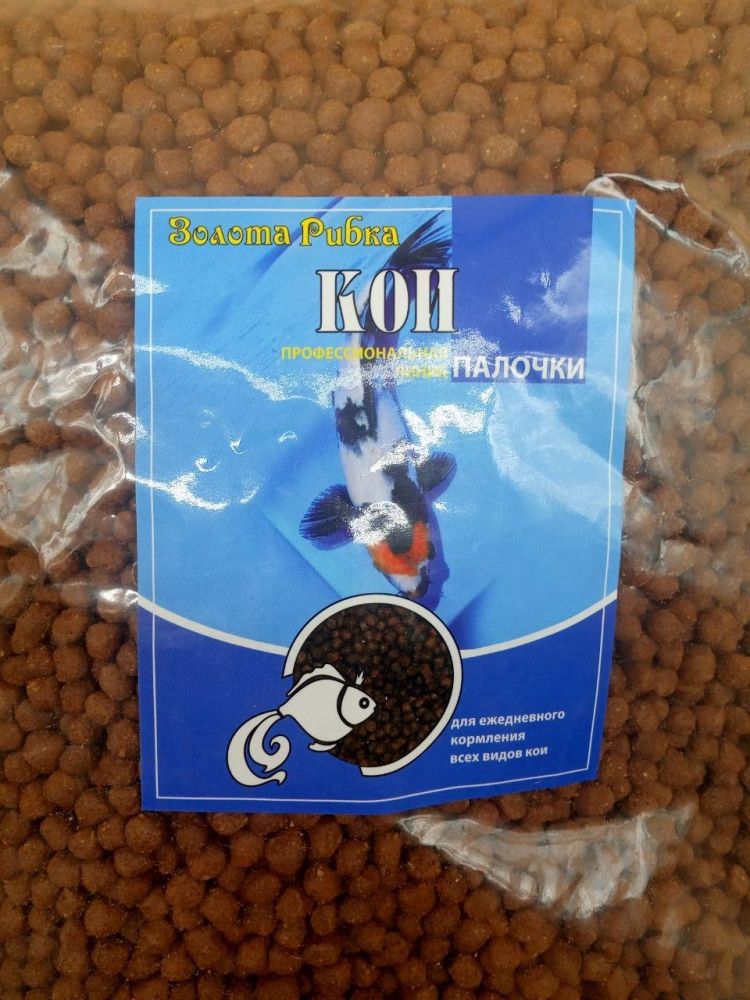 Золота Рибка
КОИ
ПРОФЕССИОНАЛЬНАЯ
ЛИНИЯ
ПАЛОЧКИ
для ежедневного
кормления
всех видов кои